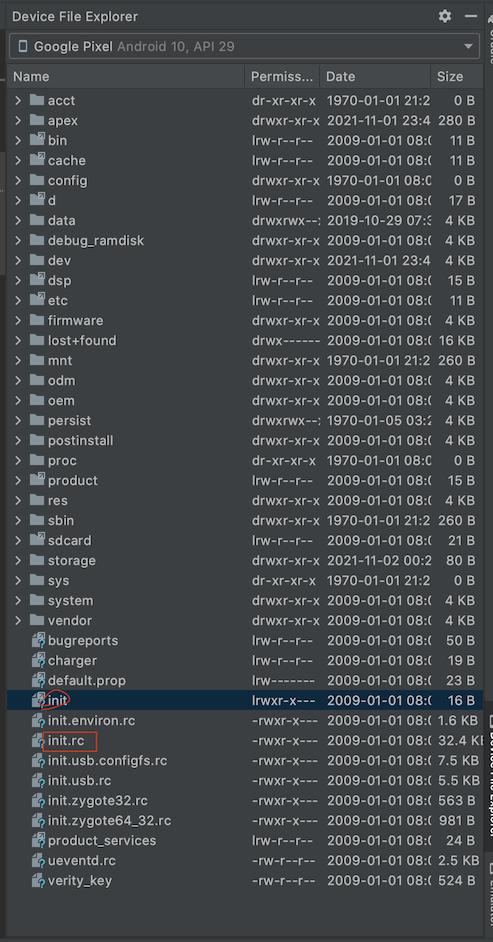 Device File Explorer
Google Pixel Android 10, API 29
Name Permiss... Date Size
acct dr-xr-xr-x 1970-01-01 21:2 0 B
apex drwxr-xr-x 2021-11-01 23:4 280 B
bin lrw-r--r-- 2009-01-01 08:0 11 B
cache lrw-r--r-- 2009-01-01 08:0 11 B
config drwxr-xr-x 1970-01-01 08:0 0 B
d lrw-r--r-- 2009-01-01 08:0 17 B
data drwxrwx--x 2019-10-29 07:3 4 KB
debug_ramdisk drwxr-xr-x 2009-01-01 08:0 4 KB
dev drwxr-xr-x 2021-11-01 23:4 4 KB
dsp lrw-r--r-- 2009-01-01 08:0 15 B
etc lrw-r--r-- 2009-01-01 08:0 11 B
firmware drwxr-xr-x 2009-01-01 08:0 4 KB
lost+found drwx------ 2009-01-01 08:0 16 KB
mnt drwxr-xr-x 1970-01-01 21:2 260 B
odm drwxr-xr-x 2009-01-01 08:0 4 KB
oem drwxr-xr-x 2009-01-01 08:0 4 KB
persist drwxrwx--x 1970-01-05 03:2 4 KB
postinstall drwxr-xr-x 2009-01-01 08:0 4 KB
proc dr-xr-xr-x 1970-01-01 21:2 0 B
product lrw-r--r-- 2009-01-01 08:0 15 B
res drwxr-xr-x 2009-01-01 08:0 4 KB
sbin drwxr-xr-x 1970-01-01 21:2 260 B
sdcard lrw-r--r-- 2009-01-01 08:0 21 B
storage drwxr-xr-x 2021-11-02 00:2 80 B
sys dr-xr-xr-x 1970-01-01 21:2 0 B
system drwxr-xr-x 2009-01-01 08:0 4 KB
vendor drwxr-xr-x 2009-01-01 08:0 4 KB
bugreports lrw-r--r-- 2009-01-01 08:0 50 B
charger lrw-r--r-- 2009-01-01 08:0 19 B
default.prop lrw------- 2009-01-01 08:0 23 B
init lrwxr-x--- 2009-01-01 08:0 16 B
init.environ.rc -rwxr-x--- 2009-01-01 08:0 1.6 KB
init.rc -rwxr-x--- 2009-01-01 08:0 32.4 KB
init.usb.configfs.rc -rwxr-x--- 2009-01-01 08:0 7.5 KB
init.usb.rc -rwxr-x--- 2009-01-01 08:0 5.5 KB
init.zygote32.rc -rwxr-x--- 2009-01-01 08:0 563 B
init.zygote64_32.rc -rwxr-x--- 2009-01-01 08:0 981 B
product_services lrw-r--r-- 2009-01-01 08:0 24 B
ueventd.rc -rw-r--r-- 2009-01-01 08:0 2.5 KB
verity_key -rw-r--r-- 2009-01-01 08:0 524 B